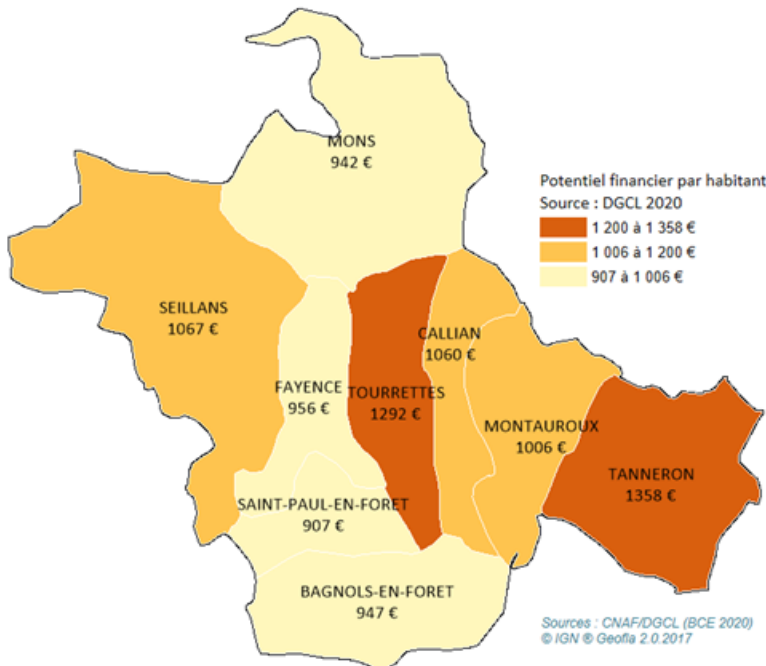 MONS
942 €
Potentiel financier par habitant
Source : DGCL 2020
1 200 à 1 358 €
1 006 à 1 200 €
907 à 1 006 €
SEILLANS
1067 €
CALLIAN
1060 €
FAYENCE
956 €
TOURRETTES
1292 €
MONTAUROUX
1006 €
TANNERON
1358 €
SAINT-PAUL-EN-FORET
907 €
BAGNOLS-EN-FORET
947 €
Sources : CNAF/DGCL (BCE 2020)
© IGN ® Geofla 2.0.2017